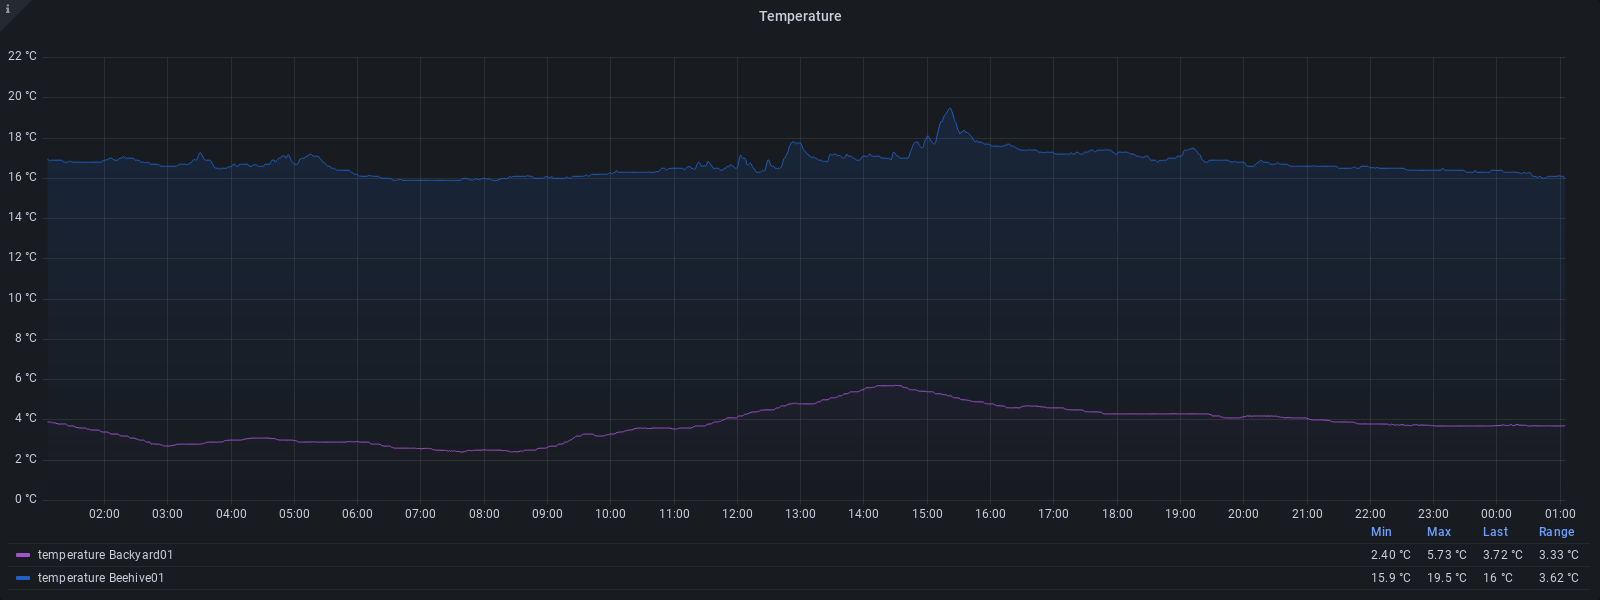 i
Temperature
22 °C
20 °C
18 °C
16 °C
14 °C
12 °C
10 °C
8 °C
6 °C
4 °C
2 °C
0 °C
02:00 03:00 04:00 05:00 06:00 07:00 08:00 09:00 10:00 11:00 12:00 13:00 14:00 15:00 16:00 17:00 18:00 19:00 20:00 21:00 22:00 23:00 00:00 01:00
Min Max Last Range
temperature Backyard01 2.40 °C 5.73 °C 3.72 °C 3.33 °C
temperature Beehive01 15.9 °C 19.5 °C 16 °C 3.62 °C